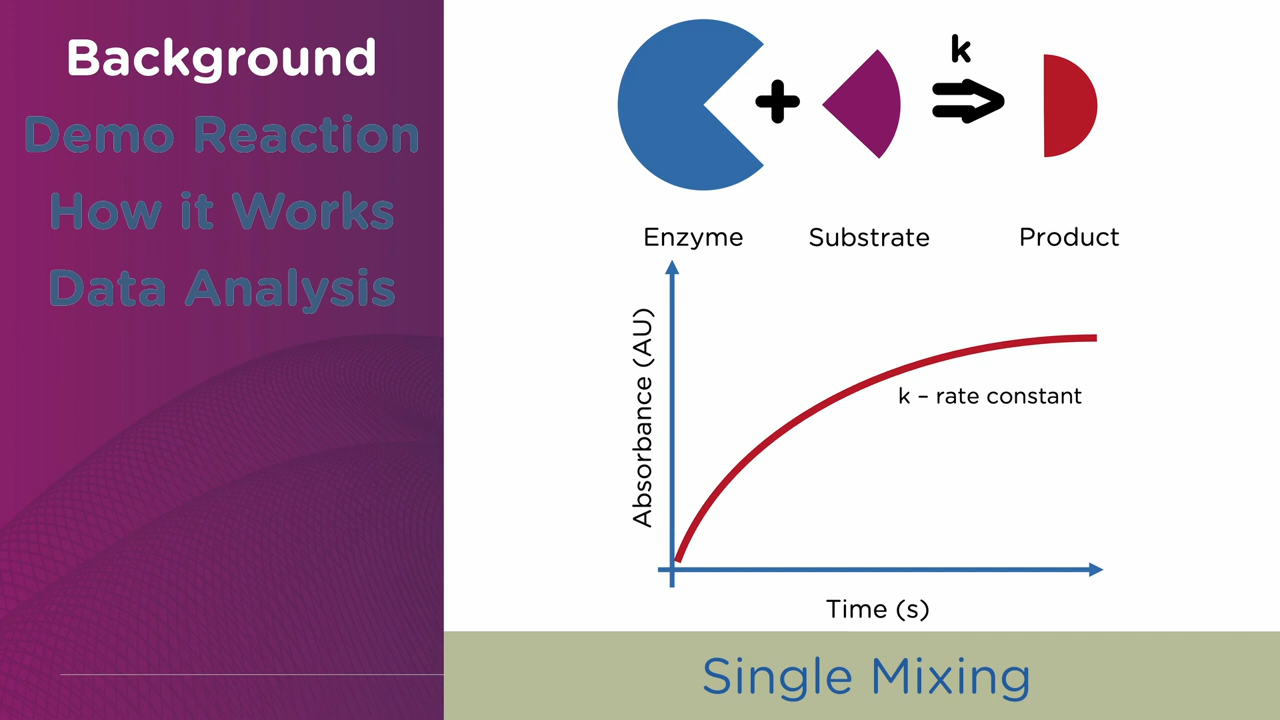 Background
Demo Reaction
How it Works
Data Analysis
k
Enzyme
Substrate
Product
Absorbance (AU)
k – rate constant
Time (s)
Single Mixing